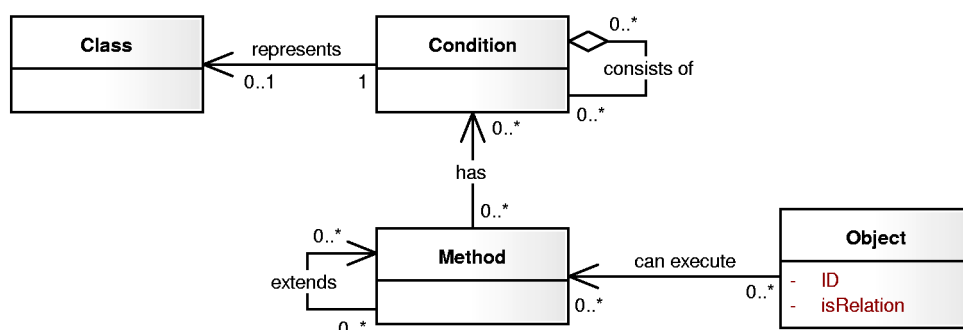 Class
represents
0..1
1
Condition
0..*
consists of
0..*
0..*
has
0..*
0..*
extends
0..*
Method
can execute
0..*
0..*
Object
- ID
- isRelation